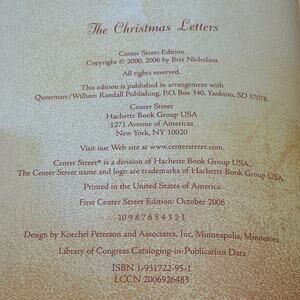 The Christmas Letters
Center Street Edition
Copyright © 2000, 2006 by Bret Nicholaus
All rights reserved.
This edition is published in arrangement with
Questmarc/William Randall Publishing, P.O. Box 340, Yankton, SD 57078.
Center Street
Hachette Book Group USA
1271 Avenue of Americas
New York, NY 10020
Visit our Web site at www.centerstreet.com.
Center Street® is a division of Hachette Book Group USA.
The Center Street name and logo are trademarks of Hachette Book Group USA.
Printed in the United States of America
First Center Street Edition: October 2006
10 9 8 7 6 5 4 3 2 1
Design by Koechel Peterson and Associates, Inc, Minneapolis, Minnesota
Library of Congress Cataloging-in-Publication Data
ISBN 1-931722-95-1
LCCN 2006926483